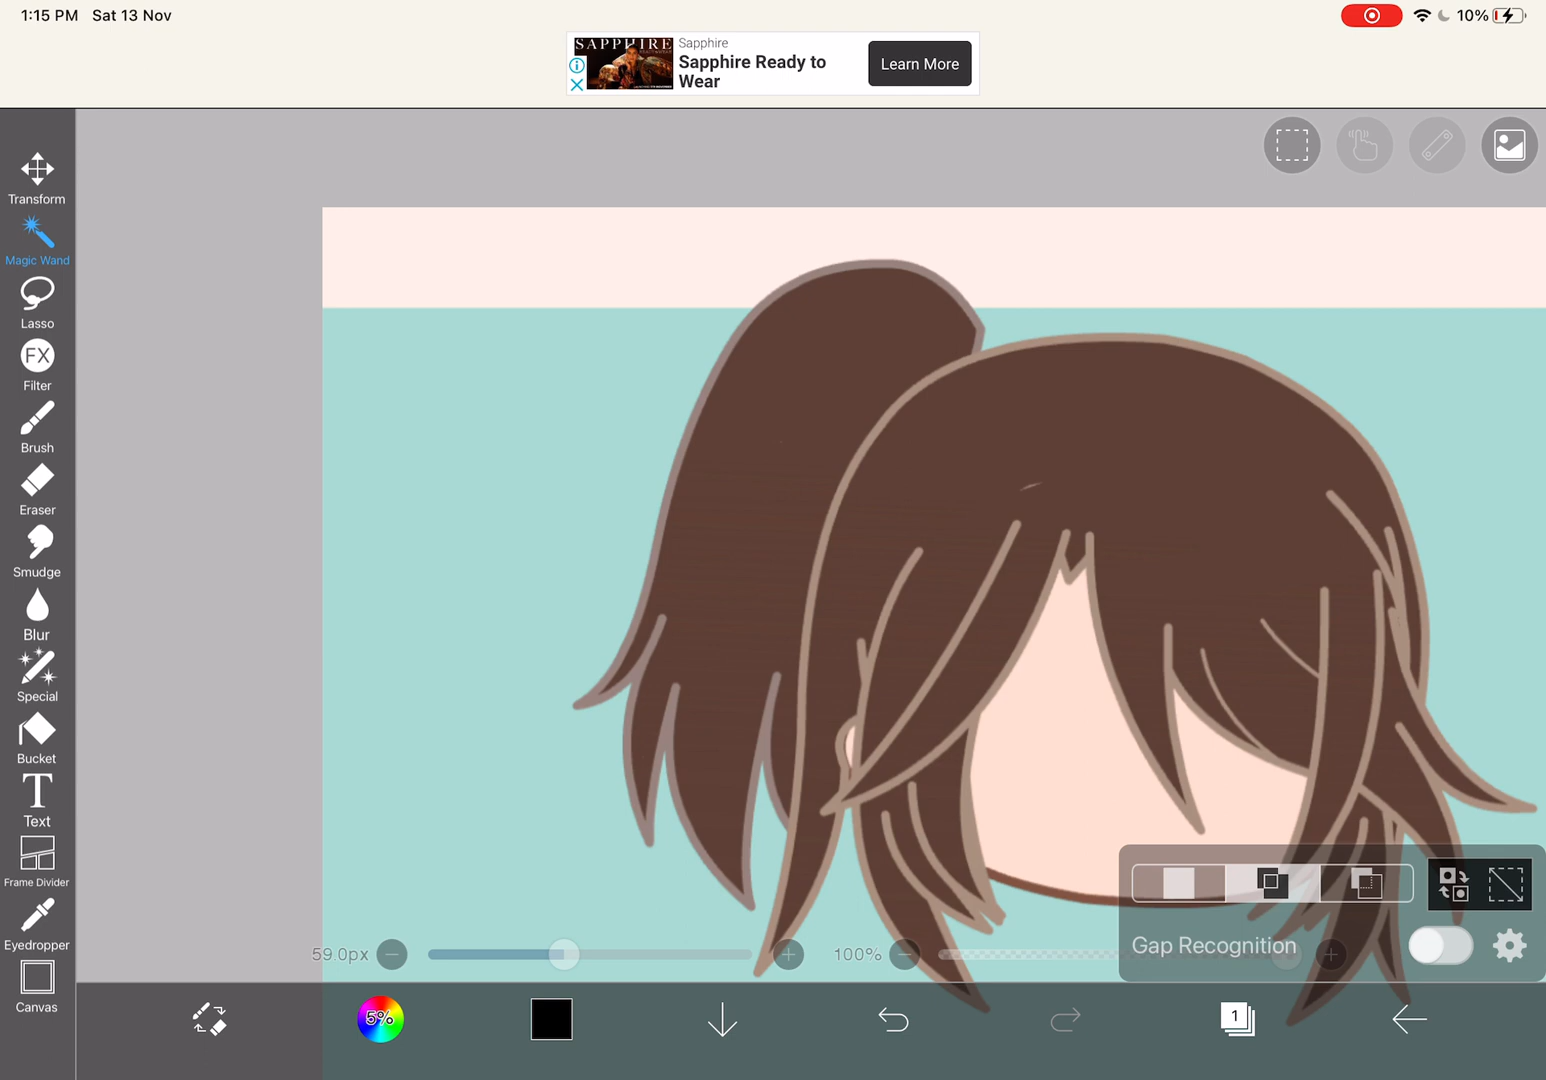 1:15 PM Sat 13 Nov
10%
SAPPHIRE
Sapphire
Sapphire Ready to
Wear
Learn More
Transform
Magic Wand
Lasso
FX
Filter
Brush
Eraser
Smudge
Blur
Special
Bucket
T
Text
Frame Divider
Eyedropper
Canvas
59.0px
100%
Gap Recognition
5%
1